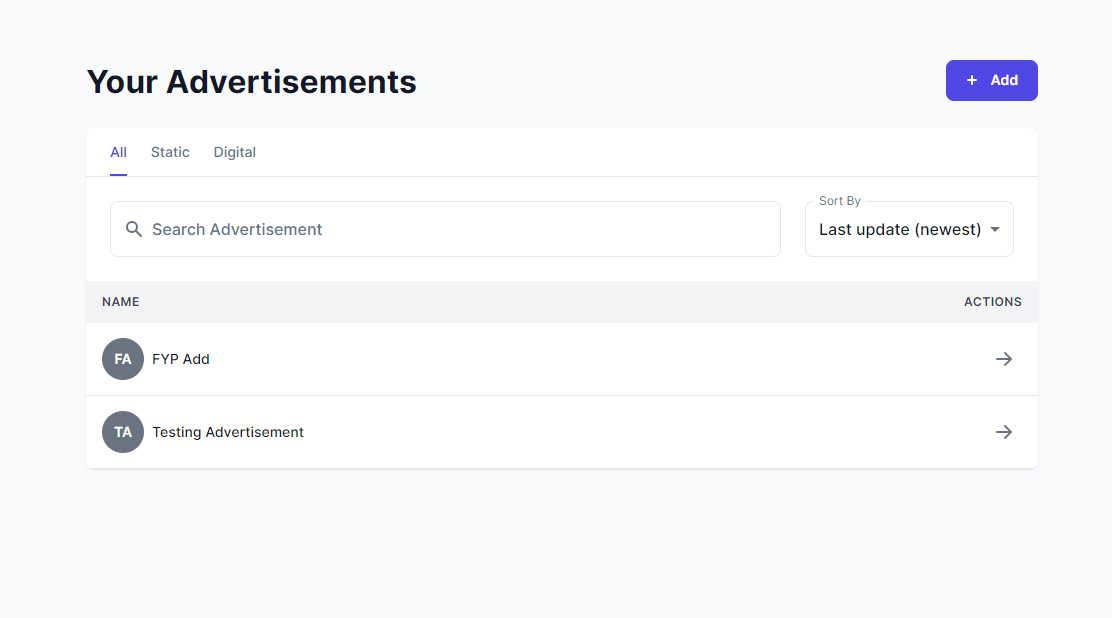 Your Advertisements
+ Add
All Static Digital
Sort By
Search Advertisement Last update (newest)
NAME ACTIONS
FA FYP Add
TA Testing Advertisement